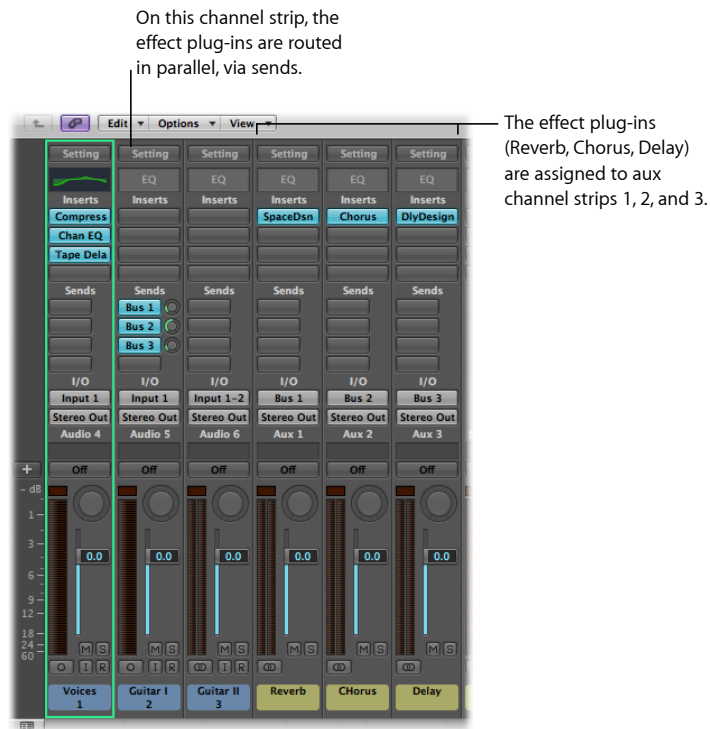 On this channel strip, the
effect plug-ins are routed
in parallel, via sends.
The effect plug-ins
(Reverb, Chorus, Delay)
are assigned to aux
channel strips 1, 2, and 3.
Edit Options View
Setting Setting Setting Setting Setting Setting
EQ EQ EQ EQ EQ
Inserts Inserts Inserts Inserts Inserts Inserts
Compress SpaceDsn Chorus DlyDesign
Chan EQ
Tape Dela
Sends Sends Sends Sends Sends Sends
Bus 1
Bus 2
Bus 3
I/O I/O I/O I/O I/O I/O
Input 1 Input 1 Input 1-2 Bus 1 Bus 2 Bus 3
Stereo Out Stereo Out Stereo Out Stereo Out Stereo Out Stereo Out
Audio 4 Audio 5 Audio 6 Aux 1 Aux 2 Aux 3
+ Off Off Off Off Off Off
- dB
1
3
0.0 0.0 0.0 0.0 0.0 0.0
6
9
12
18
24 M S M S M S M S M S M S
60
I R I R I R
Voices Guitar I Guitar II Reverb CHorus Delay
1 2 3